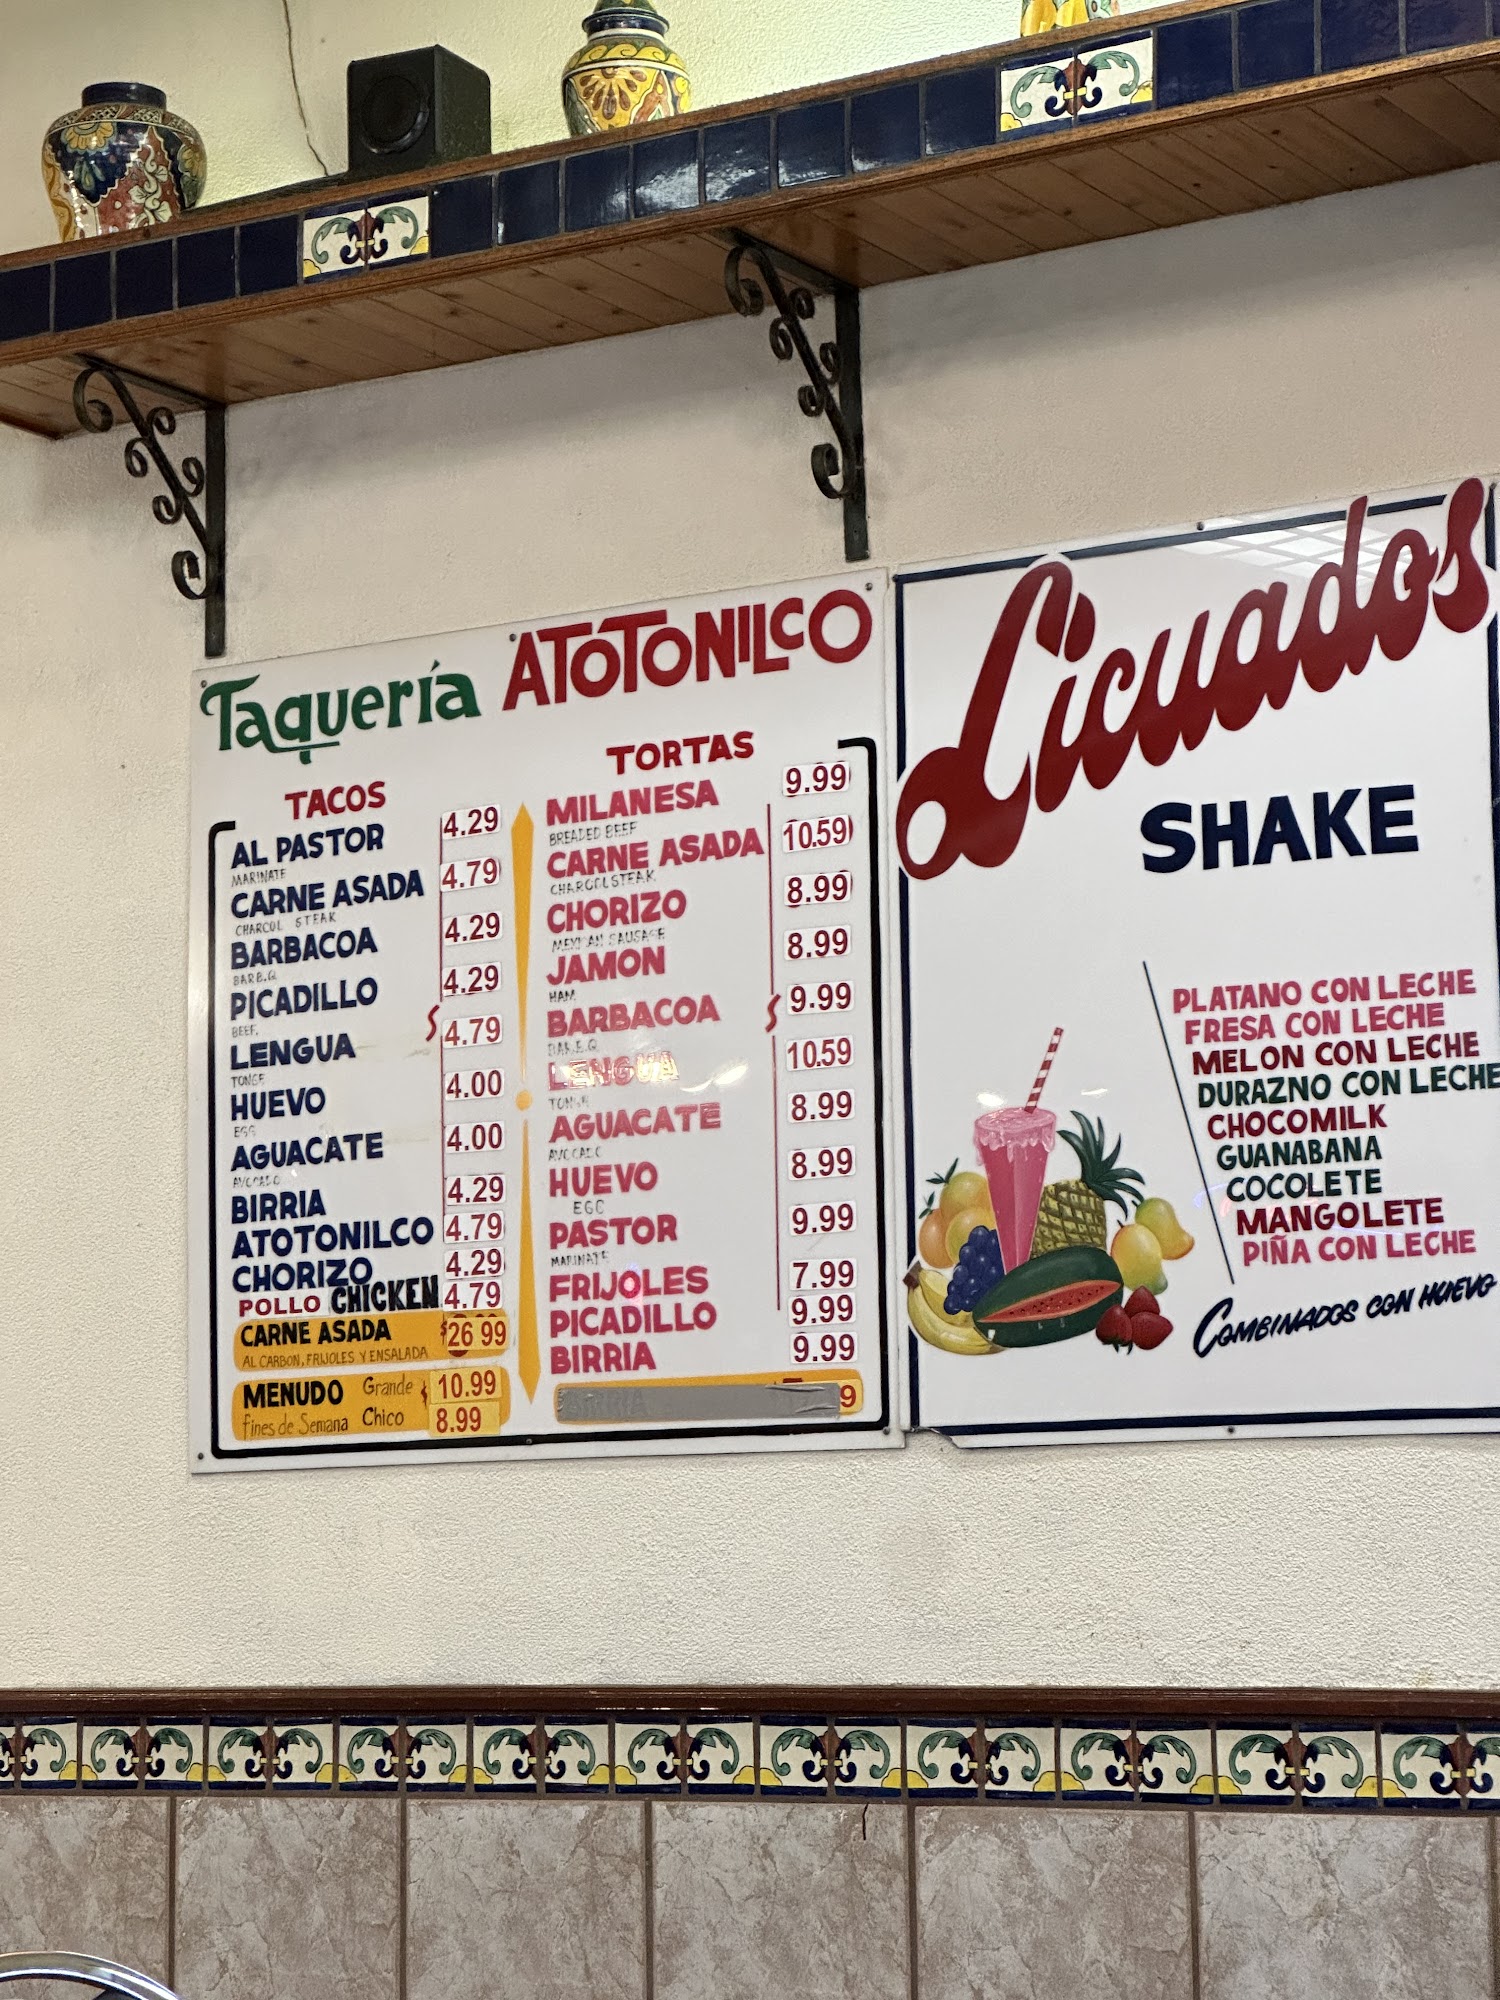 Taquería ATOTONILCO
TACOS
AL PASTOR 4.29
MARINATE
CARNE ASADA 4.79
CHARCOL STEAK
BARBACOA 4.29
BAR.B.Q.
PICADILLO 4.29
BEEF.
LENGUA 4.79
TONGE
HUEVO 4.00
EGG
AGUACATE 4.00
AVOCADO
BIRRIA 4.29
ATOTONILCO 4.79
CHORIZO 4.29
POLLO CHICKEN 4.79
CARNE ASADA $26 99
AL CARBON, FRIJOLES Y ENSALADA
MENUDO Grande $10.99
fines de Semana Chico 8.99
TORTAS
MILANESA 9.99
BREADED BEEF
CARNE ASADA 10.59
CHARCOL STEAK
CHORIZO 8.99
MEXICAN SAUSAGE
JAMON 8.99
HAM
BARBACOA 9.99
BAR.B.Q.
LENGUA 10.59
TONGE
AGUACATE 8.99
AVOCADO
HUEVO 8.99
EGG
PASTOR 9.99
MARINATE
FRIJOLES 7.99
PICADILLO 9.99
BIRRIA 9.99
9
Licuados
SHAKE
PLATANO CON LECHE
FRESA CON LECHE
MELON CON LECHE
DURAZNO CON LECHE
CHOCOMILK
GUANABANA
COCOLETE
MANGOLETE
PIÑA CON LECHE
COMBINADOS CON HUEVO